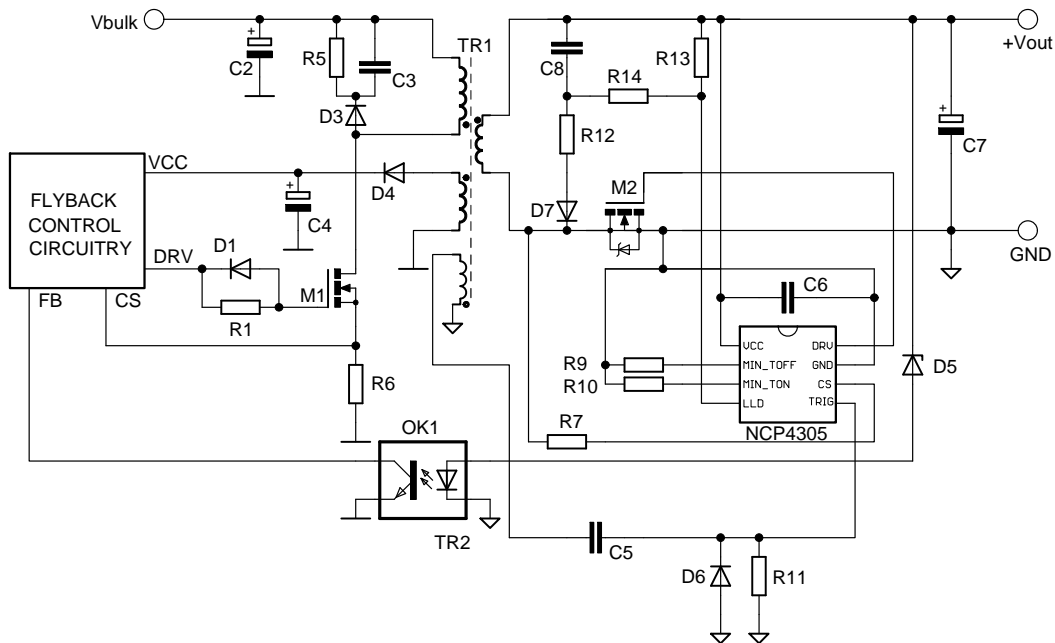 Vbulk
+
C2
R5
C3
D3
TR1
C8
R14
R13
R12
+Vout
+
C7
VCC
D4
+
C4
FLYBACK
CONTROL
CIRCUITRY
DRV
D1
R1
M1
FB
CS
R6
D7
M2
GND
C6
R9
R10
R7
VCC
MIN_TOFF
MIN_TON
LLD
DRV
GND
CS
TRIG
NCP4305
D5
OK1
TR2
C5
D6
R11